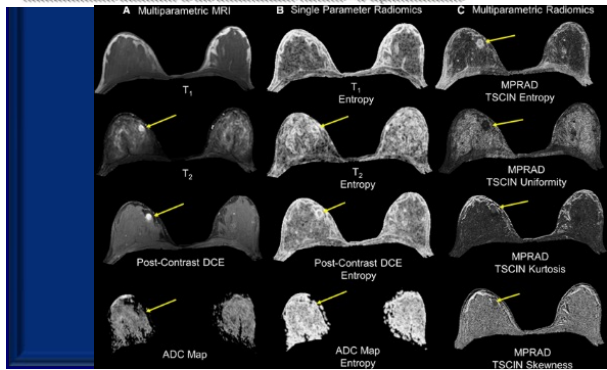 A Multiparametric MRI
B Single Parameter Radiomics
C Multiparametric Radiomics
T1
T1
Entropy
MPRAD
TSCIN Entropy
T2
T2
Entropy
MPRAD
TSCIN Uniformity
Post-Contrast DCE
Post-Contrast DCE
Entropy
MPRAD
TSCIN Kurtosis
ADC Map
ADC Map
Entropy
MPRAD
TSCIN Skewness